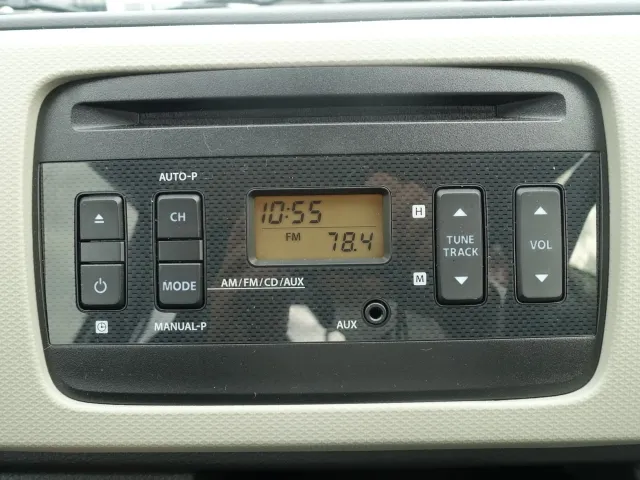 AUTO-P
CH
MODE
MANUAL-P
AM/FM/CD/AUX
10:55
FM
78.4
AUX
H
M
TUNE
TRACK
VOL